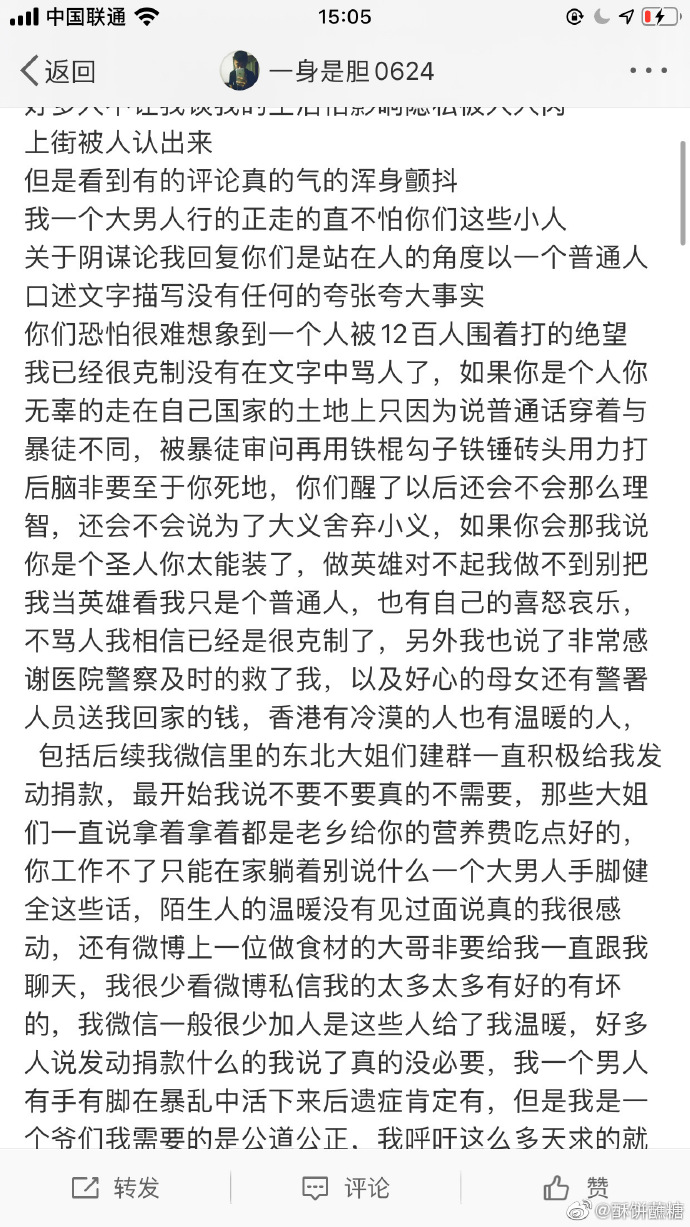 中国联通
15:05
返回
一身是胆0624
好多人不让我谈我的生活怕影响隐私被人人肉
上街被人认出来
但是看到有的评论真的气的浑身颤抖
我一个大男人行的正走的直不怕你们这些小人
关于阴谋论我回复你们是站在人的角度以一个普通人
口述文字描写没有任何的夸张夸大事实
你们恐怕很难想象到一个人被12百人围着打的绝望
我已经很克制没有在文字中骂人了，如果你是个人你
无辜的走在自己国家的土地上只因为说普通话穿着与
暴徒不同，被暴徒审问再用铁棍勾子铁锤砖头用力打
后脑非要至于你死地，你们醒了以后还会不会那么理
智，还会不会说为了大义舍弃小义，如果你会那我说
你是个圣人你太能装了，做英雄对不起我做不到别把
我当英雄看我只是个普通人，也有自己的喜怒哀乐，
不骂人我相信已经是很克制了，另外我也说了非常感
谢医院警察及时的救了我，以及好心的母女还有警署
人员送我回家的钱，香港有冷漠的人也有温暖的人，
包括后续我微信里的东北大姐们建群一直积极给我发
动捐款，最开始我说不要不要真的不需要，那些大姐
们一直说拿着拿着都是老乡给你的营养费吃点好的，
你工作不了只能在家躺着别说什么一个大男人手脚健
全这些话，陌生人的温暖没有见过面说真的我很感
动，还有微博上一位做食材的大哥非要给我一直跟我
聊天，我很少看微博私信我的太多太多有好的有坏
的，我微信一般很少加人是这些人给了我温暖，好多
人说发动捐款什么的我说了真的没必要，我一个男人
有手有脚在暴乱中活下来后遗症肯定有，但是我是一
个爷们我需要的是公道公正，我呼吁这么多天求的就
转发
评论
赞
@酥饼蘸糖